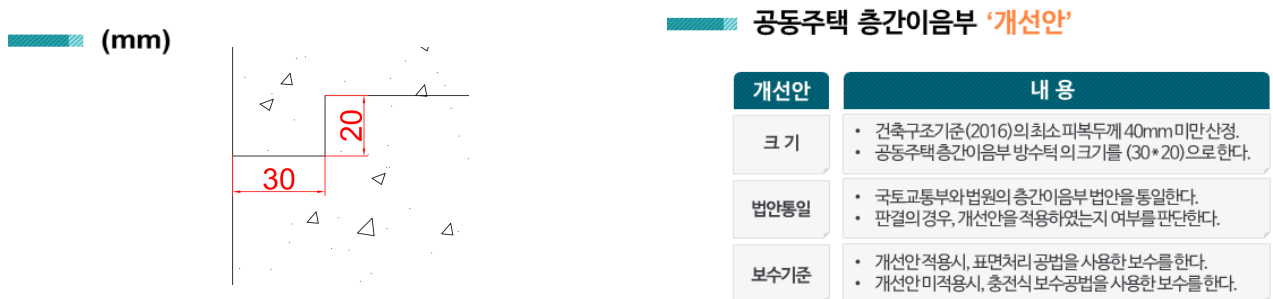 (mm)
20
30
공동주택 층간이음부 ‘개선안’
개선안
내 용
크 기
• 건축구조기준(2016)의 최소 피복두께 40mm 미만 산정.
• 공동주택 층간이음부 방수턱의 크기를 (30*20)으로 한다.
법안통일
• 국토교통부와 법원의 층간이음부 법안을 통일한다.
• 판결의 경우, 개선안을 적용하였는지 여부를 판단한다.
보수기준
• 개선안 적용시, 표면처리 공법을 사용한 보수를 한다.
• 개선안 미적용시, 충전식 보수공법을 사용한 보수를 한다.